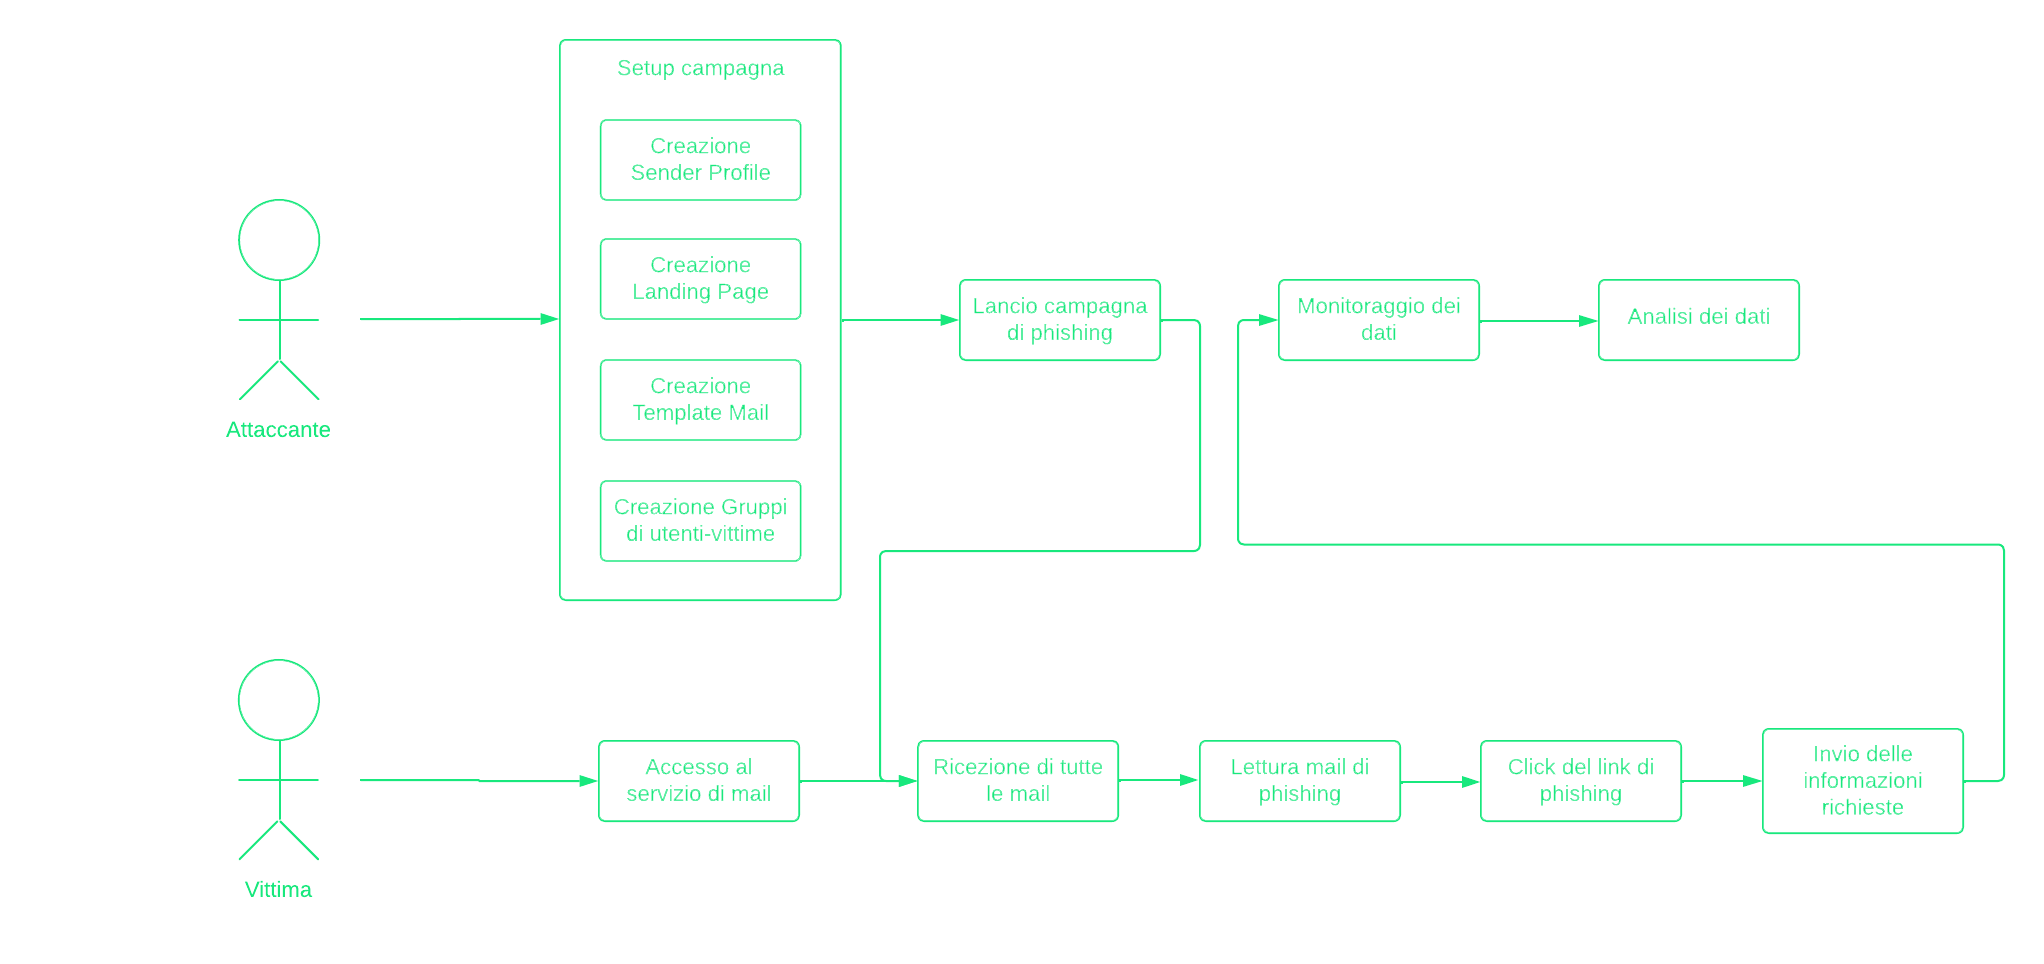 Setup campagna
Creazione
Sender Profile
Creazione
Landing Page
Creazione
Template Mail
Creazione Gruppi
di utenti-vittime
Attaccante
Lancio campagna
di phishing
Monitoraggio dei
dati
Analisi dei dati
Accesso al
servizio di mail
Ricezione di tutte
le mail
Lettura mail di
phishing
Click del link di
phishing
Invio delle
informazioni
richieste
Vittima